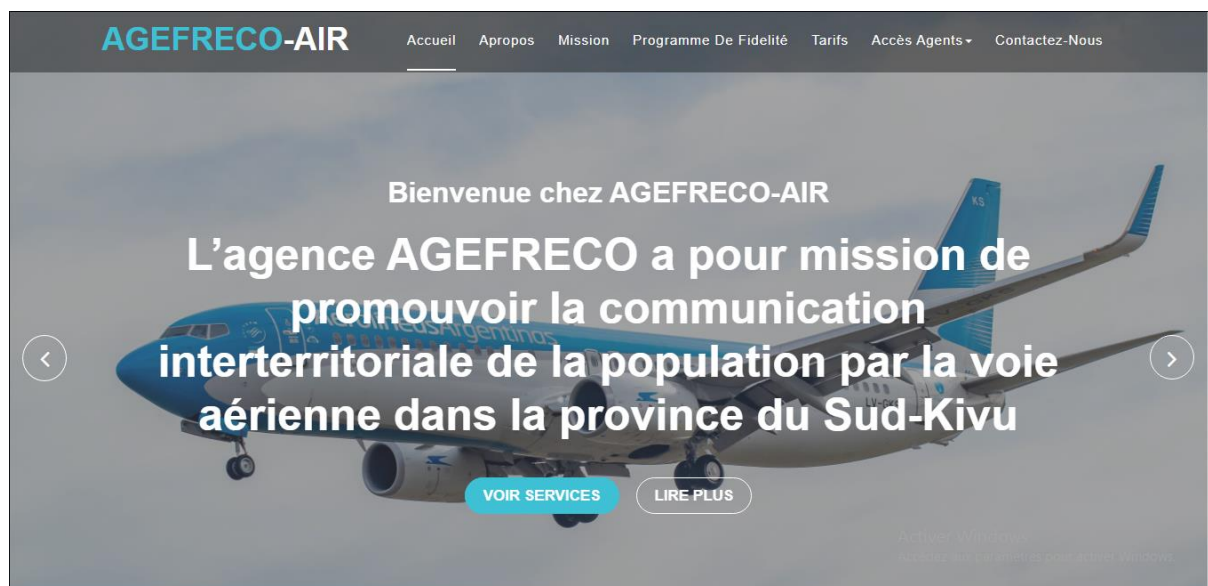 AGEFRECO-AIR
Accueil Apropos Mission Programme De Fidelité Tarifs Accès Agents Contactez-Nous
Bienvenue chez AGEFRECO-AIR
L’agence AGEFRECO a pour mission de
promouvoir la communication
interterritoriale de la population par la voie
aérienne dans la province du Sud-Kivu
KS
AerolineasArgentinas
VOIR SERVICES LIRE PLUS
Activer Windows